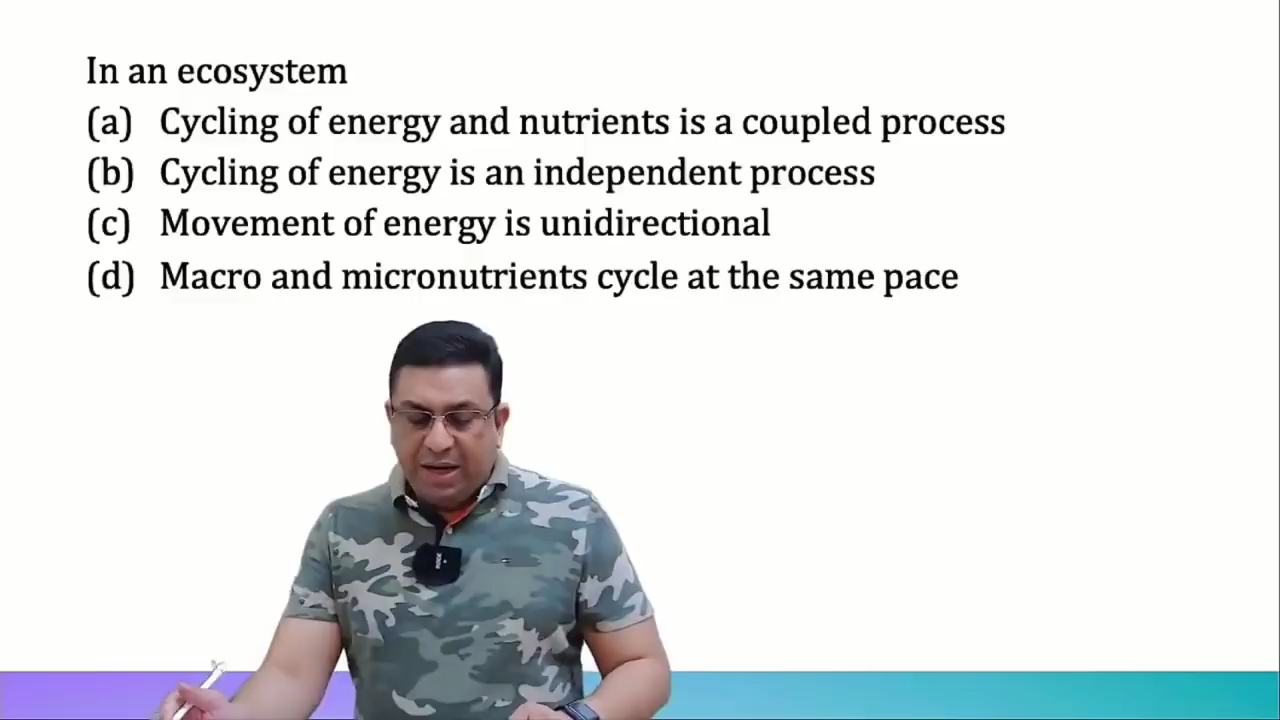 In an ecosystem
(a) Cycling of energy and nutrients is a coupled process
(b) Cycling of energy is an independent process
(c) Movement of energy is unidirectional
(d) Macro and micronutrients cycle at the same pace